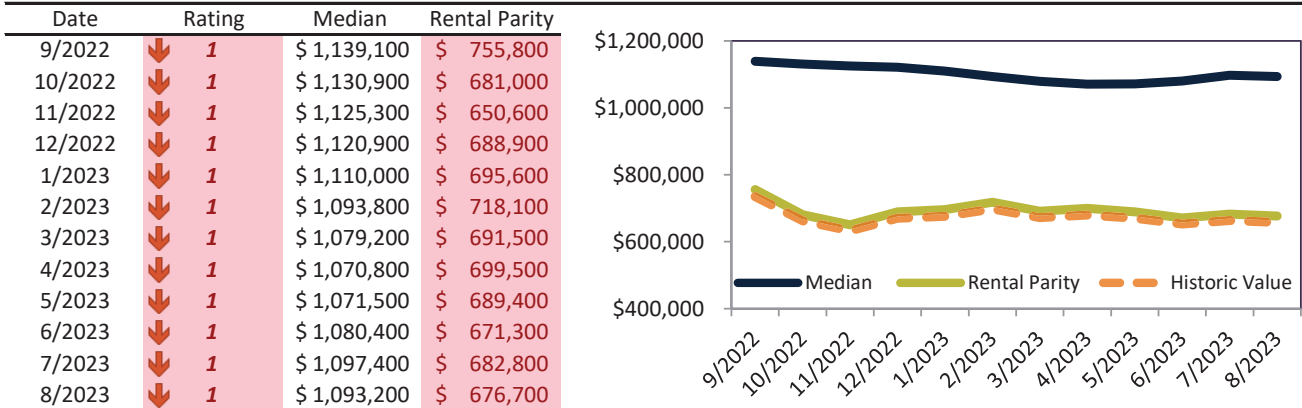 Date Rating Median Rental Parity
9/2022 1 $ 1,139,100 $ 755,800
10/2022 1 $ 1,130,900 $ 681,000
11/2022 1 $ 1,125,300 $ 650,600
12/2022 1 $ 1,120,900 $ 688,900
1/2023 1 $ 1,110,000 $ 695,600
2/2023 1 $ 1,093,800 $ 718,100
3/2023 1 $ 1,079,200 $ 691,500
4/2023 1 $ 1,070,800 $ 699,500
5/2023 1 $ 1,071,500 $ 689,400
6/2023 1 $ 1,080,400 $ 671,300
7/2023 1 $ 1,097,400 $ 682,800
8/2023 1 $ 1,093,200 $ 676,700
$1,200,000
$1,000,000
$800,000
$600,000
$400,000
Median Rental Parity Historic Value
9/2022 10/2022 11/2022 12/2022 1/2023 2/2023 3/2023 4/2023 5/2023 6/2023 7/2023 8/2023